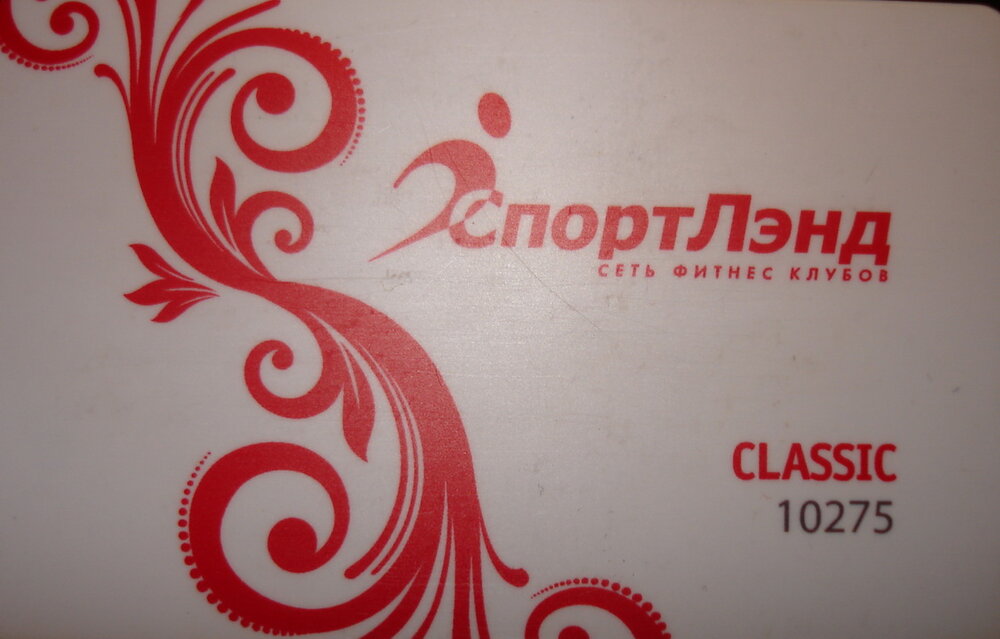 СпортЛэнд
СЕТЬ ФИТНЕС КЛУБОВ
CLASSIC
10275